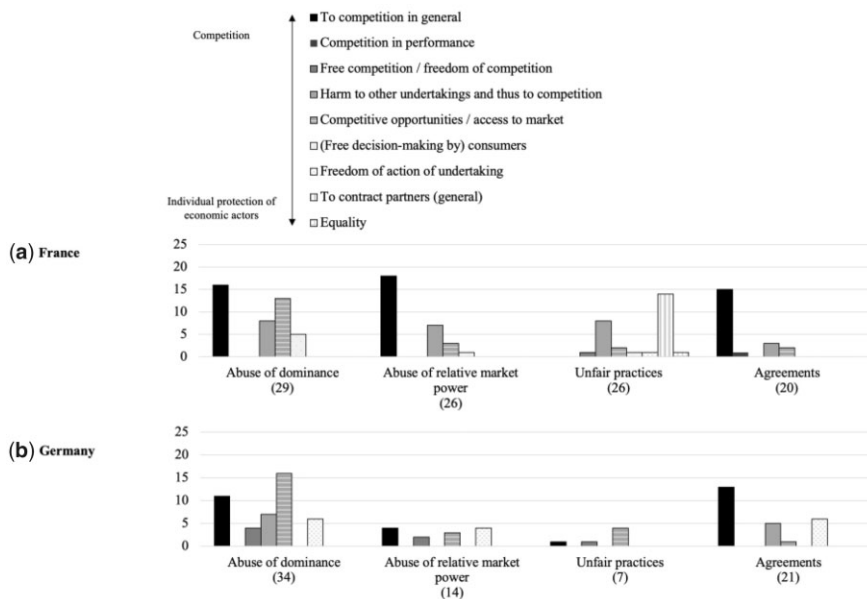 Competition
Individual protection of
economic actors
To competition in general
Competition in performance
Free competition / freedom of competition
Harm to other undertakings and thus to competition
Competitive opportunities / access to market
(Free decision-making by) consumers
Freedom of action of undertaking
To contract partners (general)
Equality
(a) France
25
20
15
10
5
0
Abuse of dominance
(29)
Abuse of relative market
power
(26)
Unfair practices
(26)
Agreements
(20)
(b) Germany
25
20
15
10
5
0
Abuse of dominance
(34)
Abuse of relative market
power
(14)
Unfair practices
(7)
Agreements
(21)